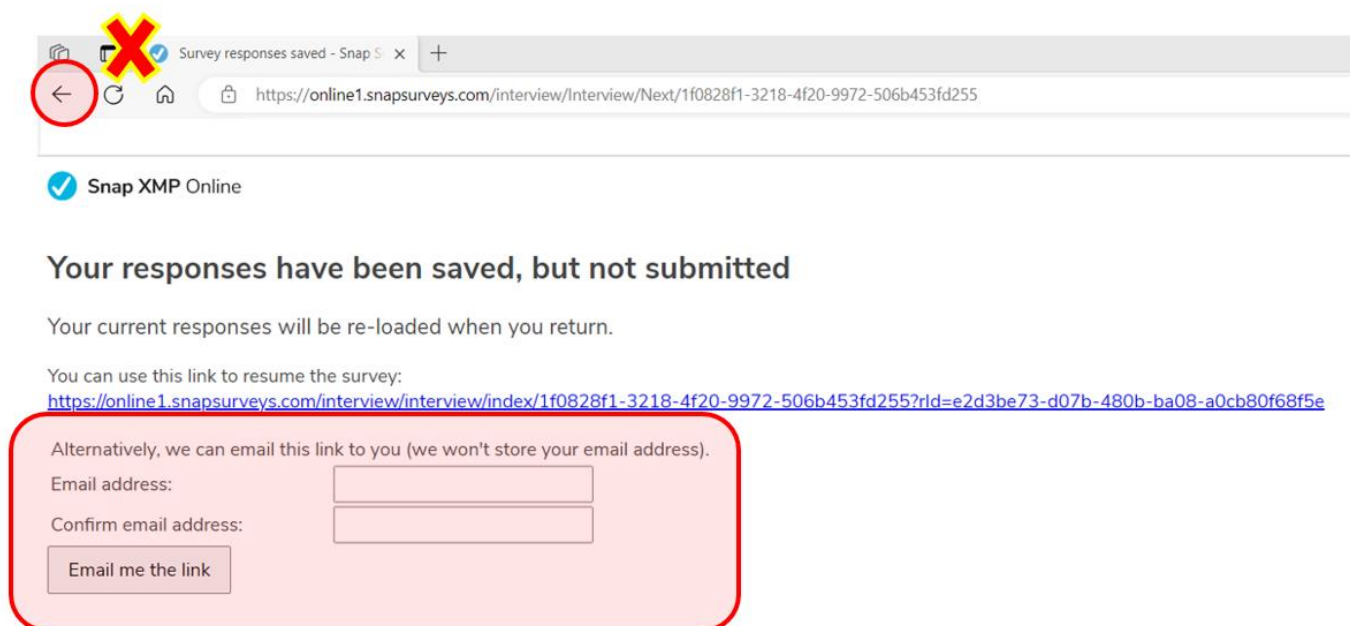 Survey responses saved - Snap S
https://online1.snapsurveys.com/interview/Interview/Next/1f0828f1-3218-4f20-9972-506b453fd255
Snap XMP Online
Your responses have been saved, but not submitted
Your current responses will be re-loaded when you return.
You can use this link to resume the survey:
https://online1.snapsurveys.com/interview/interview/index/1f0828f1-3218-4f20-9972-506b453fd255?rId=e2d3be73-d07b-480b-ba08-a0cb80f68f5e
Alternatively, we can email this link to you (we won't store your email address).
Email address:
Confirm email address:
Email me the link